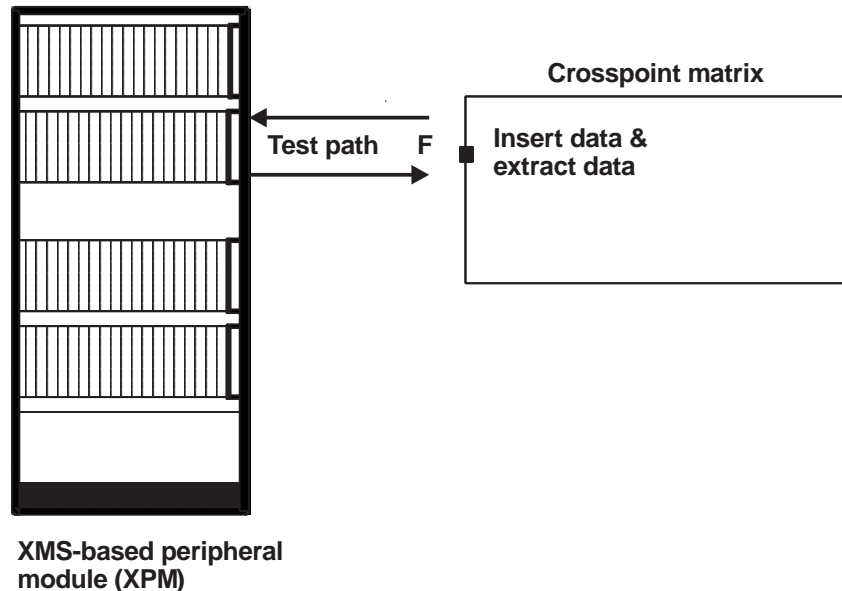 Crosspoint matrix
Test path F
Insert data &
extract data
XMS-based peripheral
module (XPM)